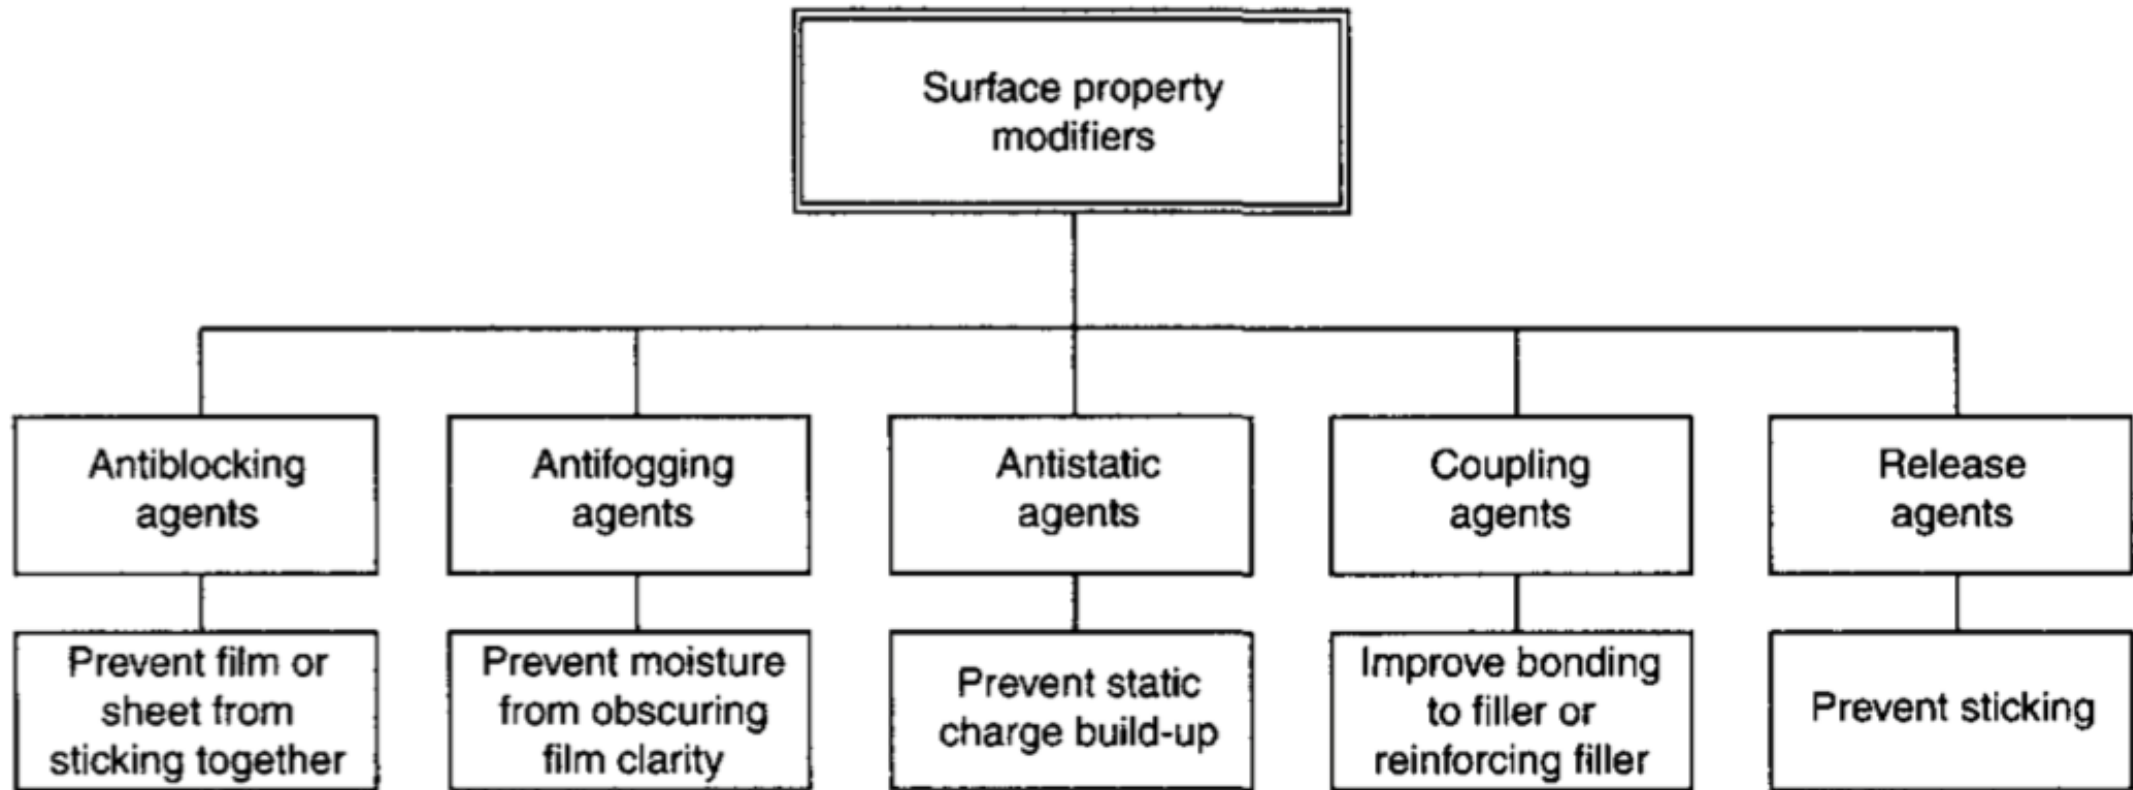 Surface property
modifiers
Antiblocking
agents
Antifogging
agents
Antistatic
agents
Coupling
agents
Release
agents
Prevent film or
sheet from
sticking together
Prevent moisture
from obscuring
film clarity
Prevent static
charge build-up
Improve bonding
to filler or
reinforcing filler
Prevent sticking